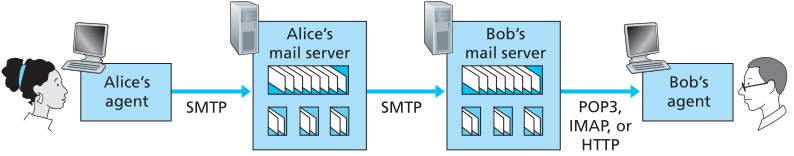 Alice's
agent
SMTP
Alice's
mail server
SMTP
Bob's
mail server
POP3,
IMAP, or
HTTP
Bob's
agent